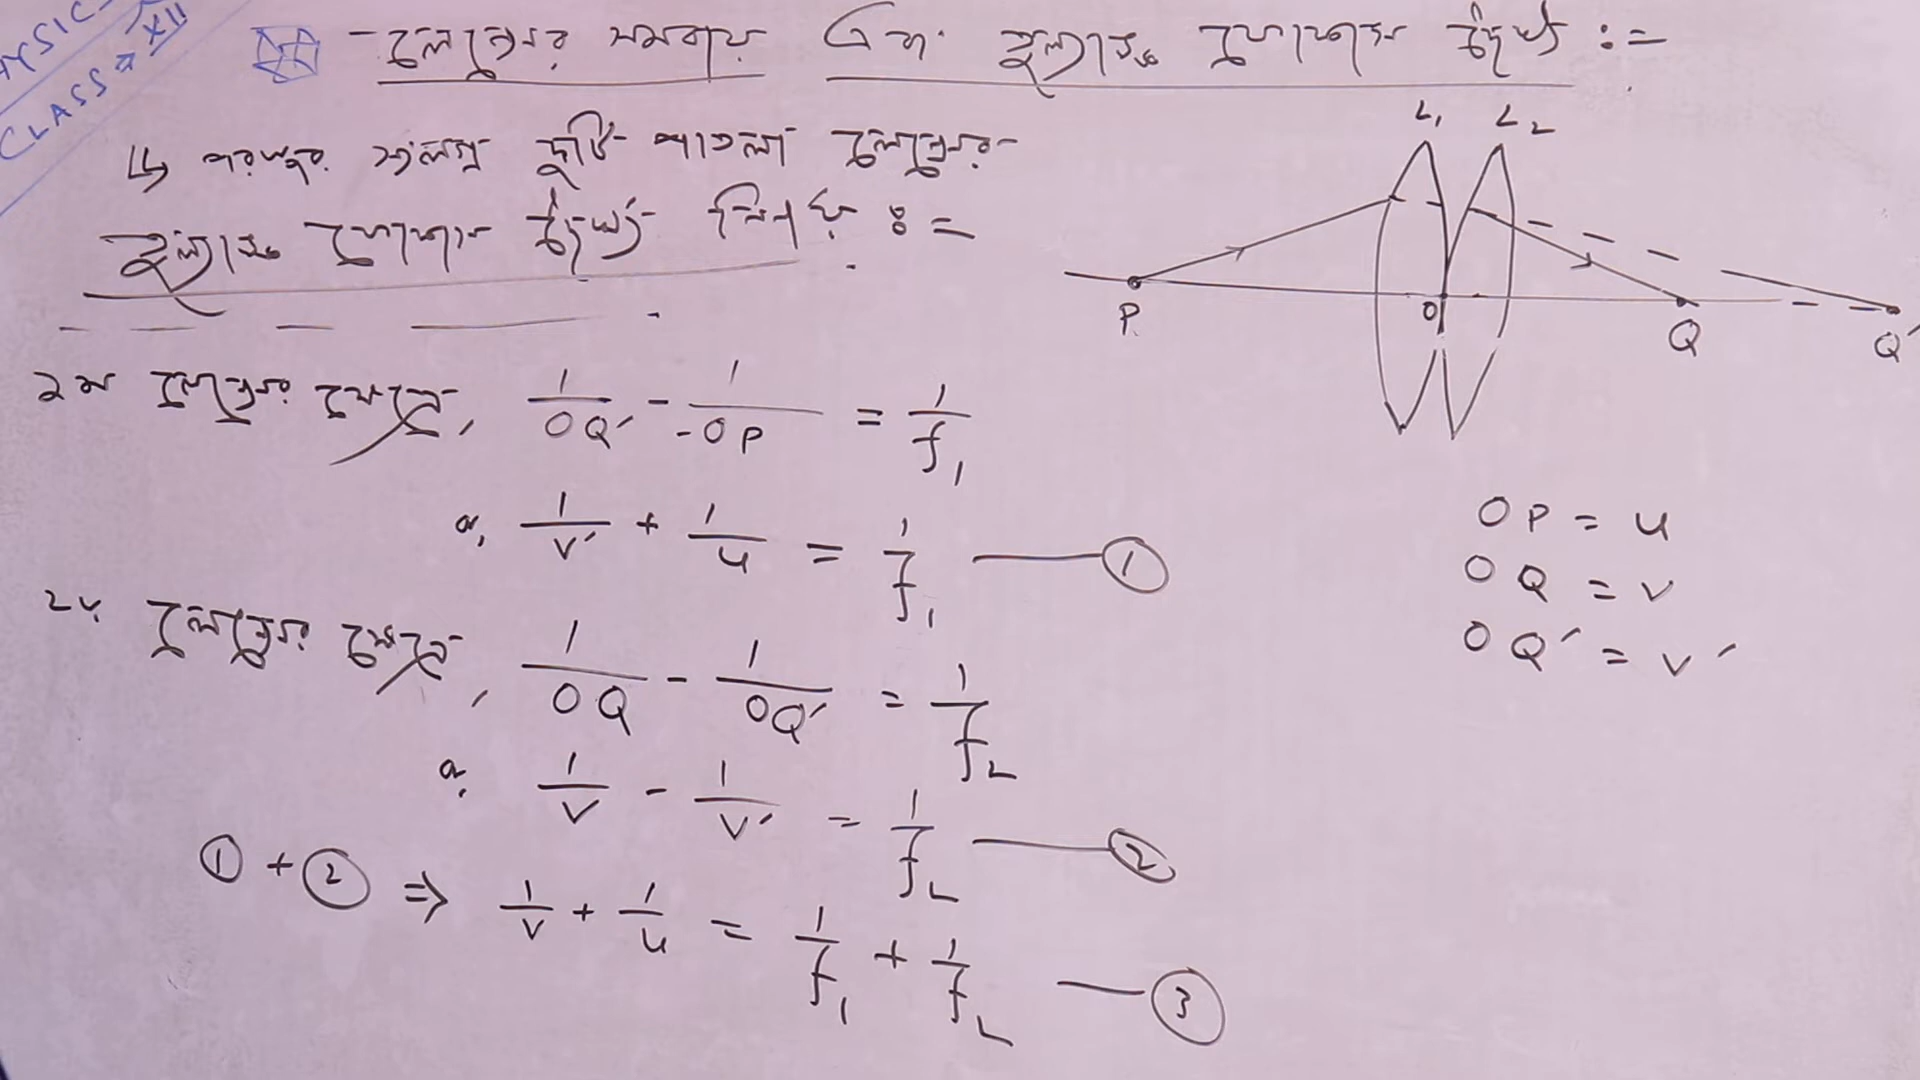 PHYSICS
CLASS XII
লেন্সের সমবায় এবং তুল্যাঙ্ক ফোকাস দৈর্ঘ্য :=
পরস্পর সংলগ্ন দুটি পাতলা লেন্সের
তুল্যাঙ্ক ফোকাস দৈর্ঘ্য নির্ণয় :=
L₁ L₂
P O Q Q′
১ম লেন্সের ক্ষেত্রে, 1/OQ′ - 1/-OP = 1/f₁
বা, 1/v′ + 1/u = 1/f₁ —— ①
২য় লেন্সের ক্ষেত্রে, 1/OQ - 1/OQ′ = 1/f₂
বা, 1/v - 1/v′ = 1/f₂ —— ②
① + ② ⇒ 1/v + 1/u = 1/f₁ + 1/f₂ —— ③
OP = u
OQ = v
OQ′ = v′